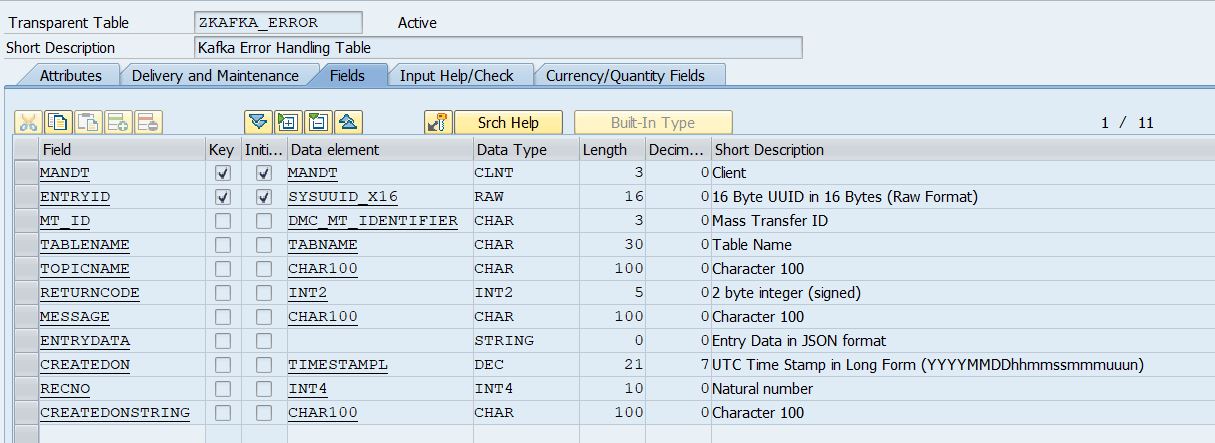 Transparent Table ZKAFKA_ERROR Active
Short Description Kafka Error Handling Table
Attributes Delivery and Maintenance Fields Input Help/Check Currency/Quantity Fields
Srch Help Built-In Type 1 / 11
Field Key Initi... Data element Data Type Length Decim... Short Description
MANDT MANDT CLNT 3 0 Client
ENTRYID SYSUUID_X16 RAW 16 0 16 Byte UUID in 16 Bytes (Raw Format)
MT_ID DMC_MT_IDENTIFIER CHAR 3 0 Mass Transfer ID
TABLENAME TABNAME CHAR 30 0 Table Name
TOPICNAME CHAR100 CHAR 100 0 Character 100
RETURNCODE INT2 INT2 5 0 2 byte integer (signed)
MESSAGE CHAR100 CHAR 100 0 Character 100
ENTRYDATA STRING 0 0 Entry Data in JSON format
CREATEDON TIMESTAMPL DEC 21 7 UTC Time Stamp in Long Form (YYYYMMDDhhmmssmmmuuun)
RECNO INT4 INT4 10 0 Natural number
CREATEDONSTRING CHAR100 CHAR 100 0 Character 100